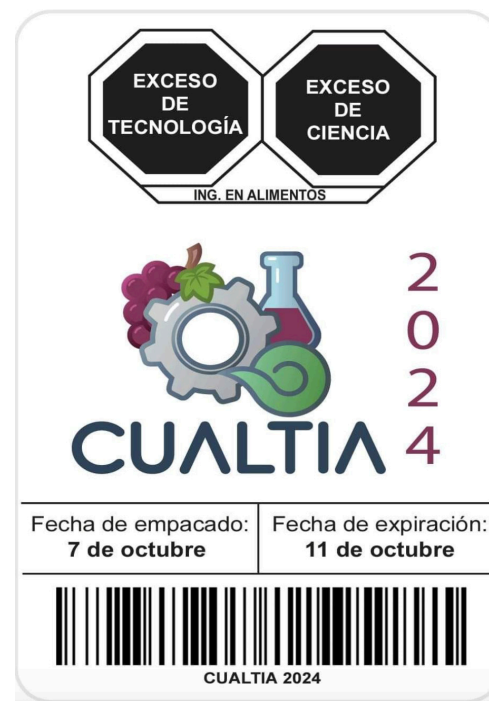 EXCESO
DE
TECNOLOGÍA
EXCESO
DE
CIENCIA
ING. EN ALIMENTOS
2
0
2
4
CUALTIA
Fecha de empacado:
7 de octubre
Fecha de expiración:
11 de octubre
CUALTIA 2024